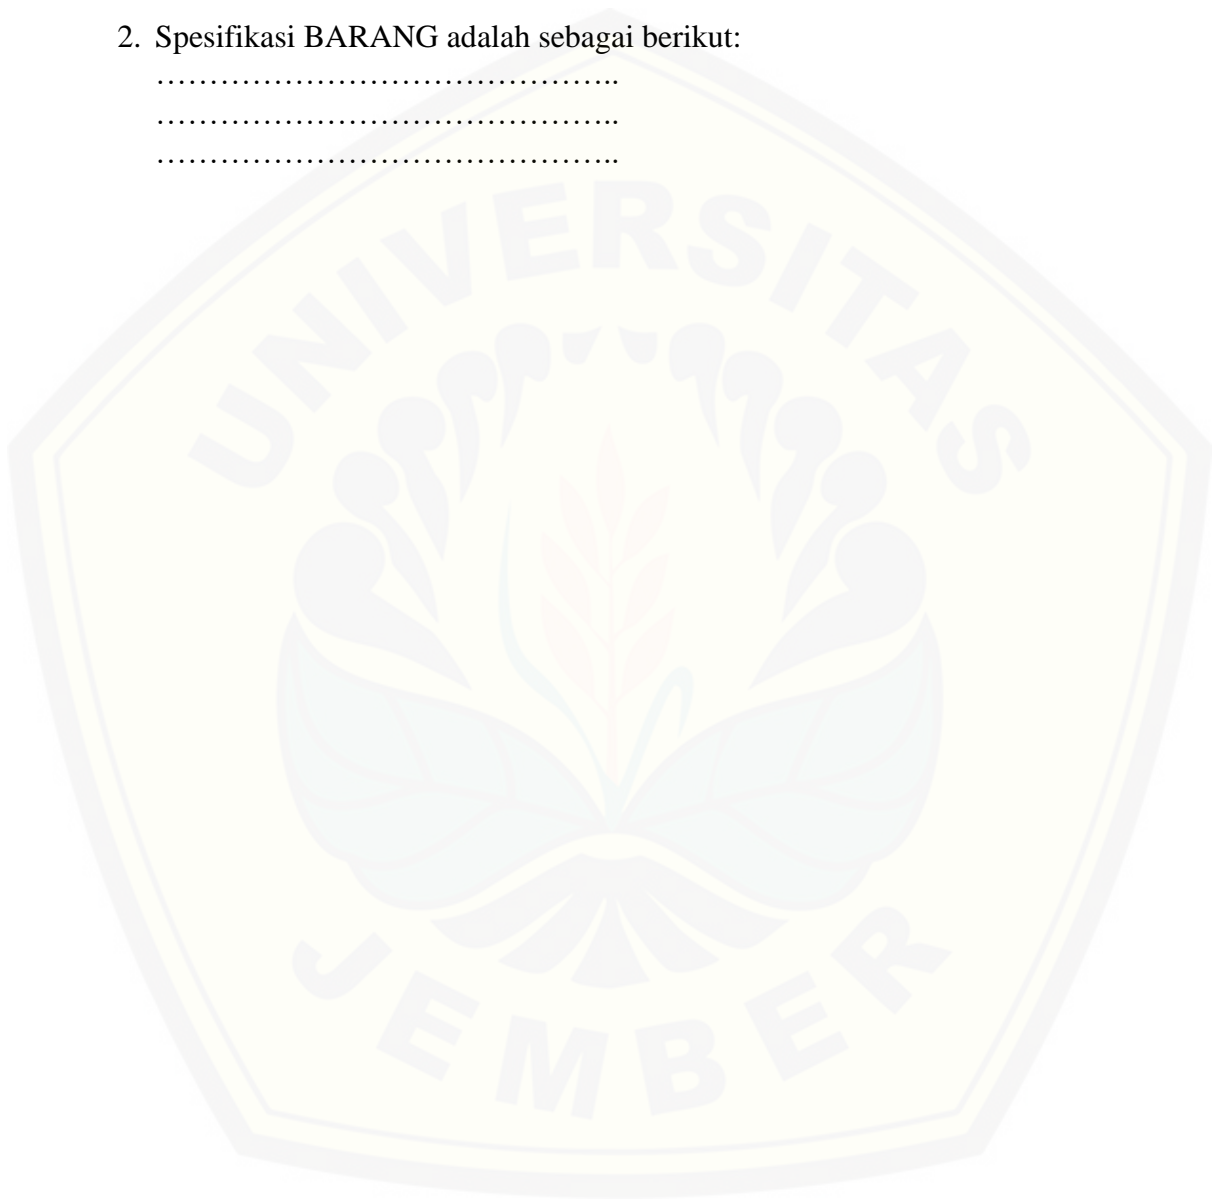 2. Spesifikasi BARANG adalah sebagai berikut:
………………………………………..
………………………………………..
………………………………………..
UNIVERSITAS
JEMBER